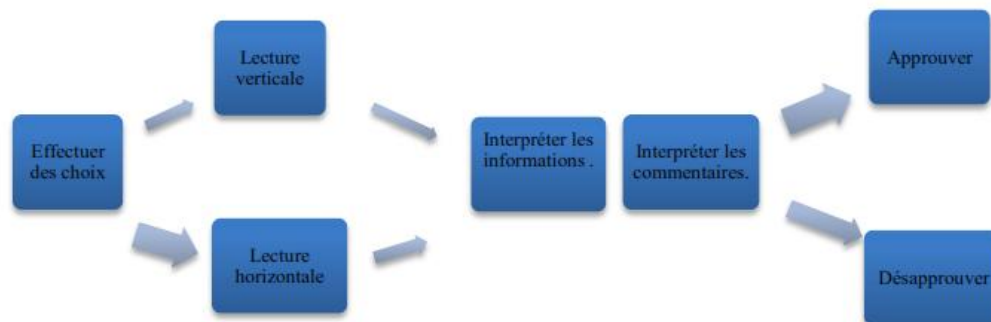 Effectuer
des choix
Lecture
verticale
Lecture
horizontale
Interpréter les
informations .
Interpréter les
commentaires.
Approuver
Désapprouver